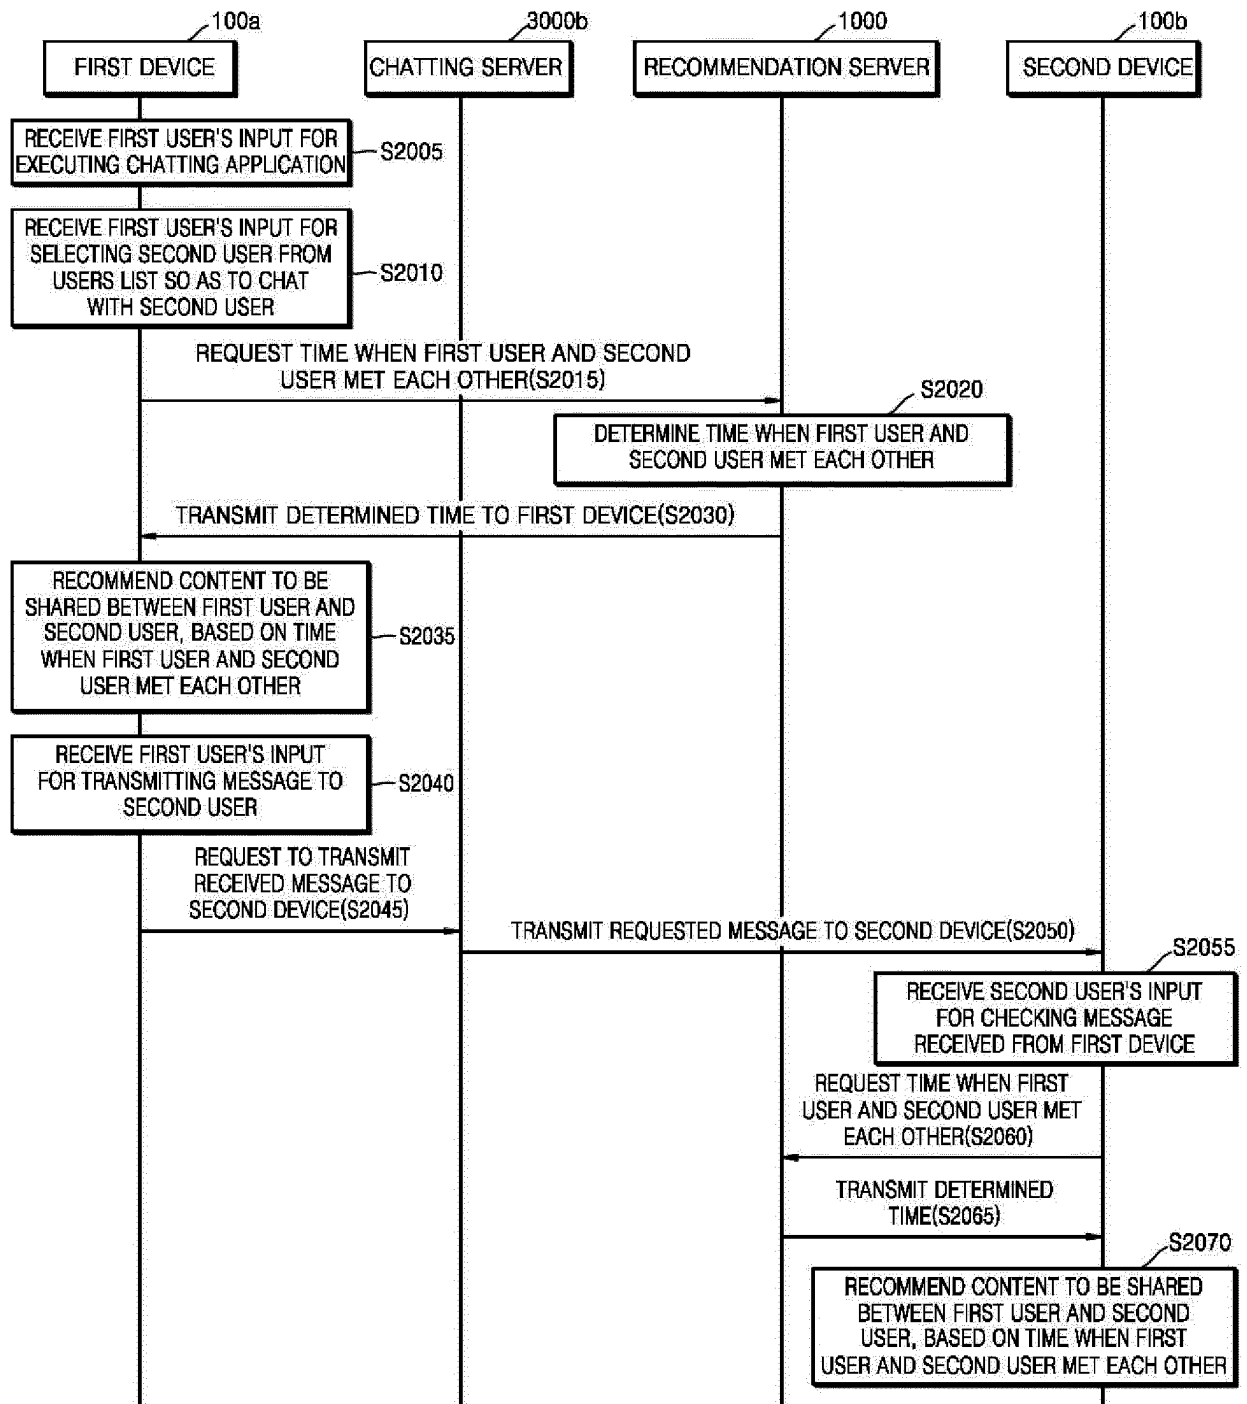 100a
3000b
1000
100b
FIRST DEVICE
CHATTING SERVER
RECOMMENDATION SERVER
SECOND DEVICE
RECEIVE FIRST USER'S INPUT FOR
EXECUTING CHATTING APPLICATION
S2005
RECEIVE FIRST USER'S INPUT FOR
SELECTING SECOND USER FROM
USERS LIST SO AS TO CHAT
WITH SECOND USER
S2010
REQUEST TIME WHEN FIRST USER AND SECOND
USER MET EACH OTHER(S2015)
S2020
DETERMINE TIME WHEN FIRST USER AND
SECOND USER MET EACH OTHER
TRANSMIT DETERMINED TIME TO FIRST DEVICE(S2030)
RECOMMEND CONTENT TO BE
SHARED BETWEEN FIRST USER AND
SECOND USER, BASED ON TIME
WHEN FIRST USER AND SECOND
USER MET EACH OTHER
S2035
RECEIVE FIRST USER'S INPUT
FOR TRANSMITTING MESSAGE TO
SECOND USER
S2040
REQUEST TO TRANSMIT
RECEIVED MESSAGE TO
SECOND DEVICE(S2045)
TRANSMIT REQUESTED MESSAGE TO SECOND DEVICE(S2050)
S2055
RECEIVE SECOND USER'S INPUT
FOR CHECKING MESSAGE
RECEIVED FROM FIRST DEVICE
REQUEST TIME WHEN FIRST
USER AND SECOND USER MET
EACH OTHER(S2060)
TRANSMIT DETERMINED
TIME(S2065)
S2070
RECOMMEND CONTENT TO BE SHARED
BETWEEN FIRST USER AND SECOND
USER, BASED ON TIME WHEN FIRST
USER AND SECOND USER MET EACH OTHER